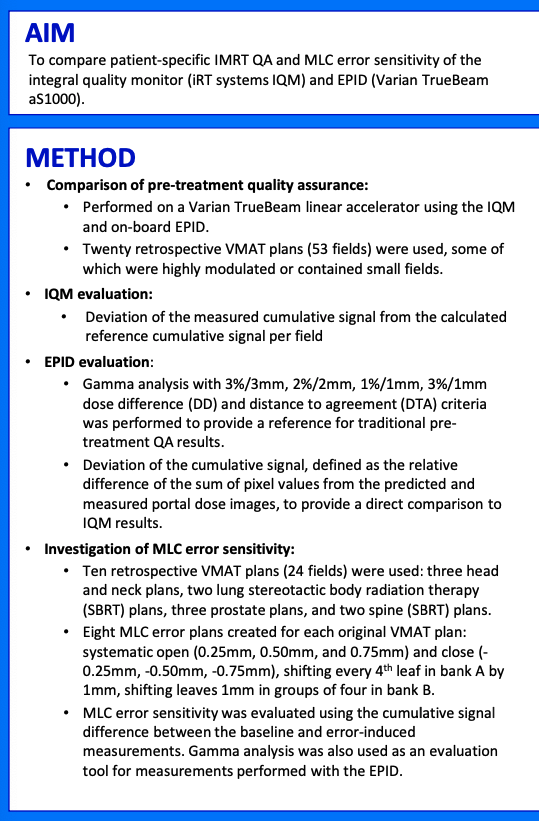 AIM
To compare patient-specific IMRT QA and MLC error sensitivity of the
integral quality monitor (iRT systems IQM) and EPID (Varian TrueBeam
aS1000).
METHOD
• Comparison of pre-treatment quality assurance:
• Performed on a Varian TrueBeam linear accelerator using the IQM
and on-board EPID.
• Twenty retrospective VMAT plans (53 fields) were used, some of
which were highly modulated or contained small fields.
• IQM evaluation:
• Deviation of the measured cumulative signal from the calculated
reference cumulative signal per field
• EPID evaluation:
• Gamma analysis with 3%/3mm, 2%/2mm, 1%/1mm, 3%/1mm
dose difference (DD) and distance to agreement (DTA) criteria
was performed to provide a reference for traditional pre-
treatment QA results.
• Deviation of the cumulative signal, defined as the relative
difference of the sum of pixel values from the predicted and
measured portal dose images, to provide a direct comparison to
IQM results.
• Investigation of MLC error sensitivity:
• Ten retrospective VMAT plans (24 fields) were used: three head
and neck plans, two lung stereotactic body radiation therapy
(SBRT) plans, three prostate plans, and two spine (SBRT) plans.
• Eight MLC error plans created for each original VMAT plan:
systematic open (0.25mm, 0.50mm, and 0.75mm) and close (-
0.25mm, -0.50mm, -0.75mm), shifting every 4th leaf in bank A by
1mm, shifting leaves 1mm in groups of four in bank B.
• MLC error sensitivity was evaluated using the cumulative signal
difference between the baseline and error-induced
measurements. Gamma analysis was also used as an evaluation
tool for measurements performed with the EPID.